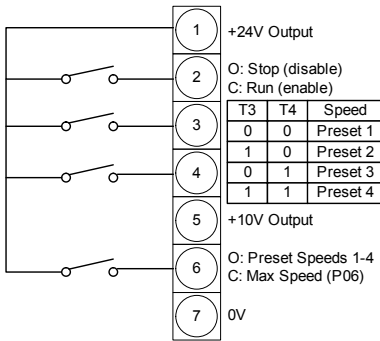 1 +24V Output
2 O: Stop (disable)
C: Run (enable)
T3 T4 Speed
0 0 Preset 1
1 0 Preset 2
0 1 Preset 3
1 1 Preset 4
3
4
5 +10V Output
6 O: Preset Speeds 1-4
C: Max Speed (P06)
7 0V